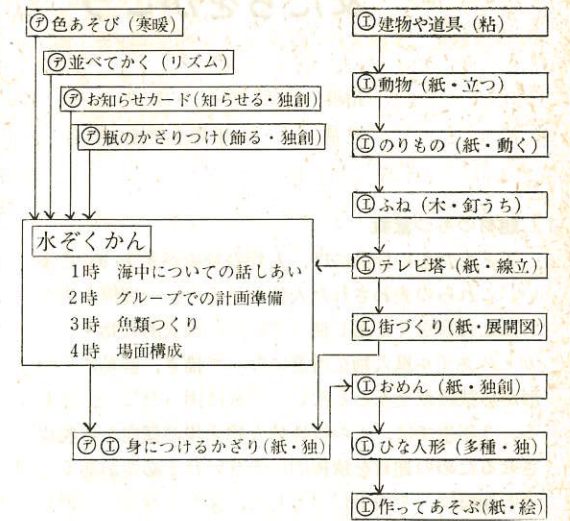 ㋐色あそび（寒暖）
㋐並べてかく（リズム）
㋐お知らせカード(知らせる・独創)
㋐瓶のかざりつけ(飾る・独創)
水ぞくかん
1時 海中についての話しあい
2時 グループでの計画準備
3時 魚類つくり
4時 場面構成
㋐㋓身につけるかざり(紙・独)
㋓建物や道具（粘）
㋓動物（紙・立つ）
㋓のりもの（紙・動く）
㋓ふね（木・釘うち）
㋓テレビ塔（紙・線立）
㋓街づくり(紙・展開図)
㋓おめん（紙・独創）
㋓ひな人形（多種・独）
㋓作ってあそぶ(紙・絵)